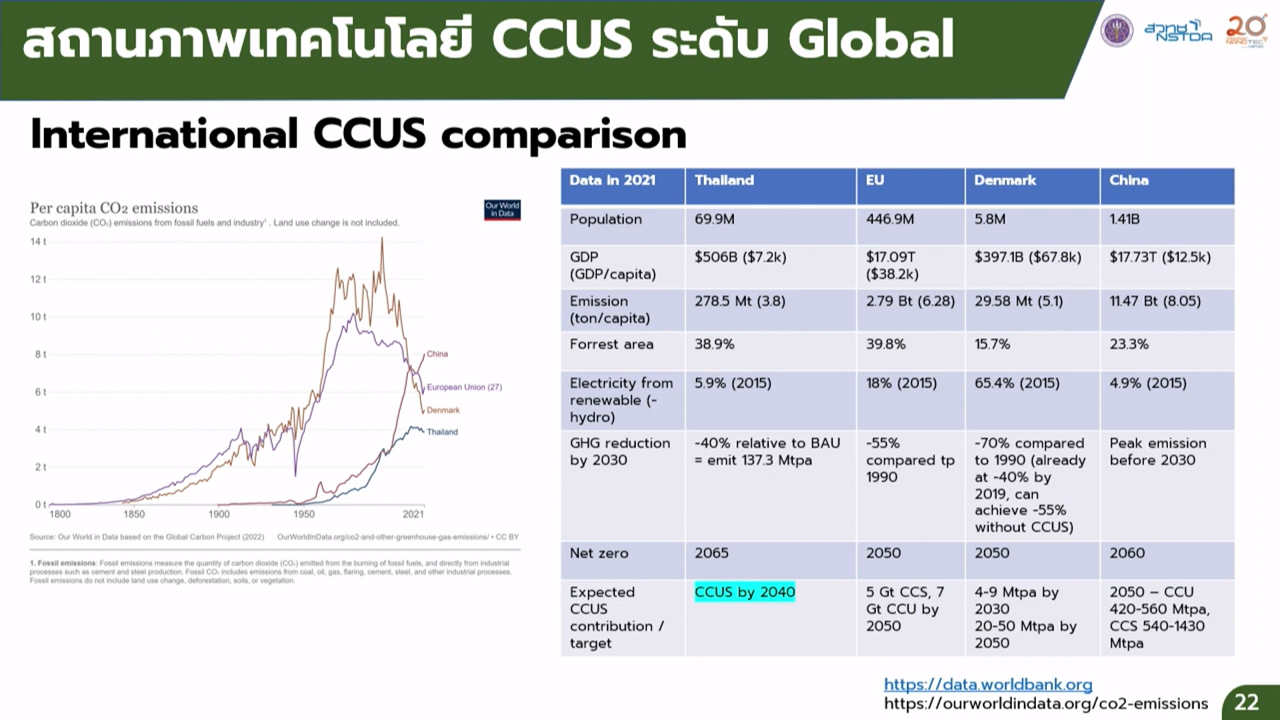 สถานภาพเทคโนโลยี CCUS ระดับ Global
สวทช
NSTDA
20
NANOTEC
International CCUS comparison
Per capita CO2 emissions
Carbon dioxide (CO₂) emissions from fossil fuels and industry¹ . Land use change is not included.
Our World
in Data
14 t
12 t
10 t
8 t
6 t
4 t
2 t
0 t
China
European Union (27)
Denmark
Thailand
1800
1850
1900
1950
2021
Source: Our World in Data based on the Global Carbon Project (2022)
OurWorldInData.org/co2-and-other-greenhouse-gas-emissions/ • CC BY
1. Fossil emissions: Fossil emissions measure the quantity of carbon dioxide (CO₂) emitted from the burning of fossil fuels, and directly from industrial
processes such as cement and steel production. Fossil CO₂ includes emissions from coal, oil, gas, flaring, cement, steel, and other industrial processes.
Fossil emissions do not include land use change, deforestation, soils, or vegetation.
Data in 2021
Thailand
EU
Denmark
China
Population
69.9M
446.9M
5.8M
1.41B
GDP
(GDP/capita)
$506B ($7.2k)
$17.09T
($38.2k)
$397.1B ($67.8k)
$17.73T ($12.5k)
Emission
(ton/capita)
278.5 Mt (3.8)
2.79 Bt (6.28)
29.58 Mt (5.1)
11.47 Bt (8.05)
Forrest area
38.9%
39.8%
15.7%
23.3%
Electricity from
renewable (-
hydro)
5.9% (2015)
18% (2015)
65.4% (2015)
4.9% (2015)
GHG reduction
by 2030
-40% relative to BAU
= emit 137.3 Mtpa
-55%
compared tp
1990
-70% compared
to 1990 (already
at -40% by
2019, can
achieve -55%
without CCUS)
Peak emission
before 2030
Net zero
2065
2050
2050
2060
Expected
CCUS
contribution /
target
CCUS by 2040
5 Gt CCS, 7
Gt CCU by
2050
4-9 Mtpa by
2030
20-50 Mtpa by
2050
2050 – CCU
420-560 Mtpa,
CCS 540-1430
Mtpa
https://data.worldbank.org
https://ourworldindata.org/co2-emissions
22